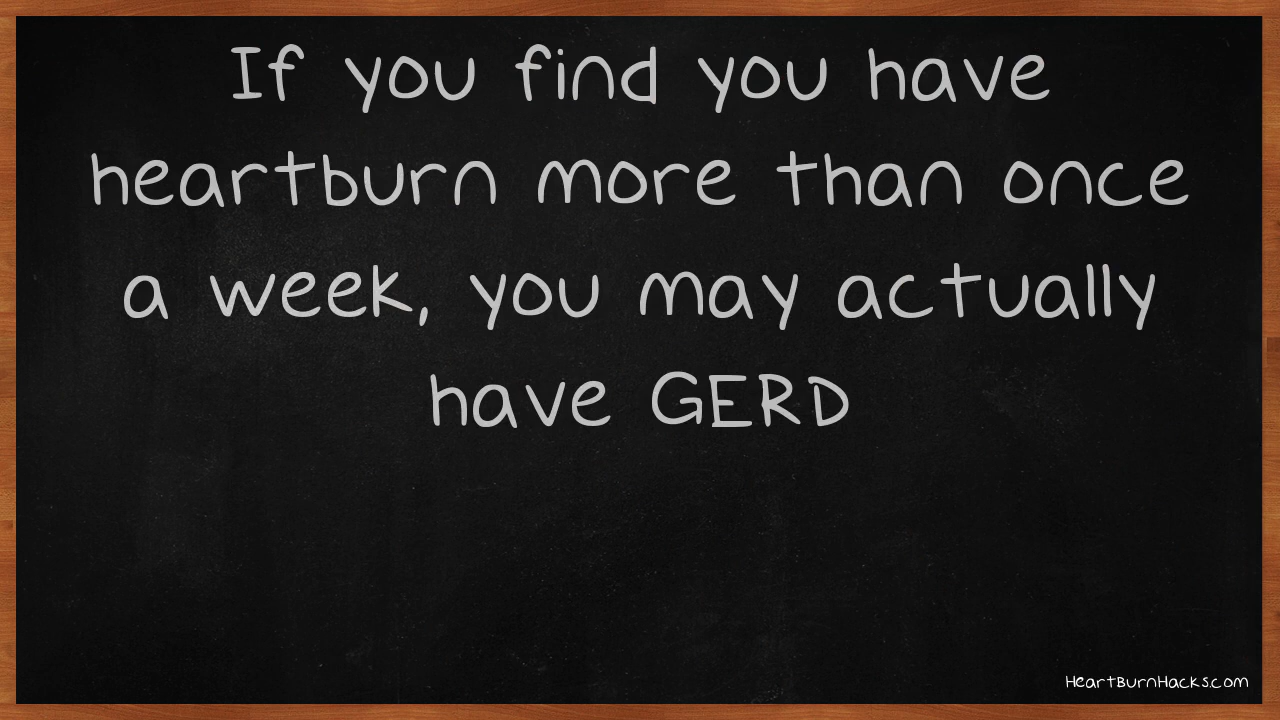 If you find you have
heartburn more than once
a week, you may actually
have GERD
HeartBurnHacks.com